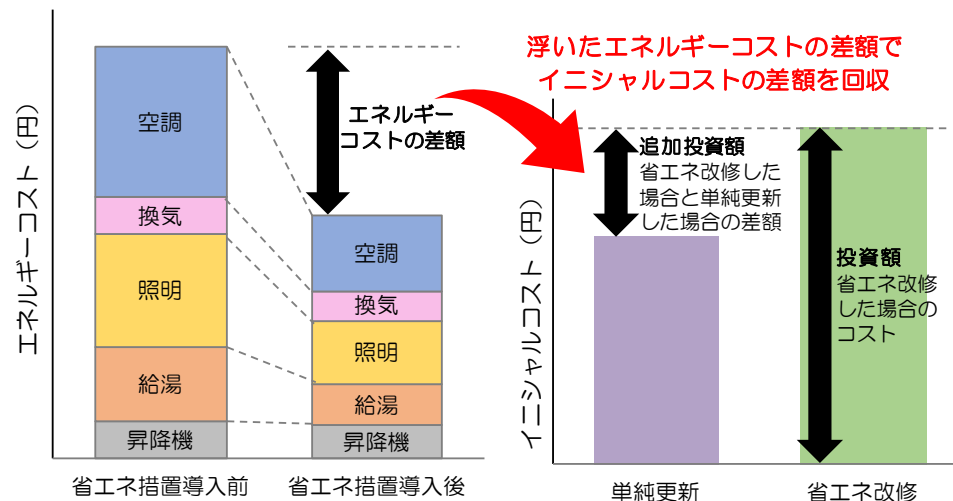 浮いたエネルギーコストの差額で
イニシャルコストの差額を回収
エネルギーコスト（円）
空調
換気
照明
給湯
昇降機
省エネ措置導入前
エネルギー
コストの差額
空調
換気
照明
給湯
昇降機
省エネ措置導入後
イニシャルコスト（円）
追加投資額
省エネ改修した
場合と単純更新
した場合の差額
単純更新
投資額
省エネ改修
した場合の
コスト
省エネ改修